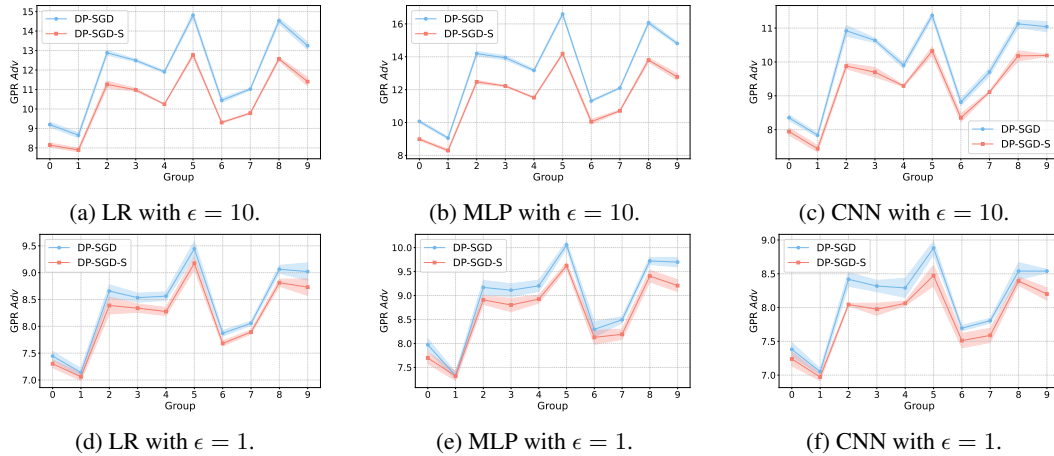 15
14
13
12
11
10
9
8
GPR Adv
DP-SGD
DP-SGD-S
0 1 2 3 4 5 6 7 8 9
Group
(a) LR with ϵ = 10.
16
14
12
10
8
GPR Adv
DP-SGD
DP-SGD-S
0 1 2 3 4 5 6 7 8 9
Group
(b) MLP with ϵ = 10.
11
10
9
8
GPR Adv
DP-SGD
DP-SGD-S
0 1 2 3 4 5 6 7 8 9
Group
(c) CNN with ϵ = 10.
9.5
9.0
8.5
8.0
7.5
7.0
GPR Adv
DP-SGD
DP-SGD-S
0 1 2 3 4 5 6 7 8 9
Group
(d) LR with ϵ = 1.
10.0
9.5
9.0
8.5
8.0
7.5
GPR Adv
DP-SGD
DP-SGD-S
0 1 2 3 4 5 6 7 8 9
Group
(e) MLP with ϵ = 1.
9.0
8.5
8.0
7.5
7.0
GPR Adv
DP-SGD
DP-SGD-S
0 1 2 3 4 5 6 7 8 9
Group
(f) CNN with ϵ = 1.